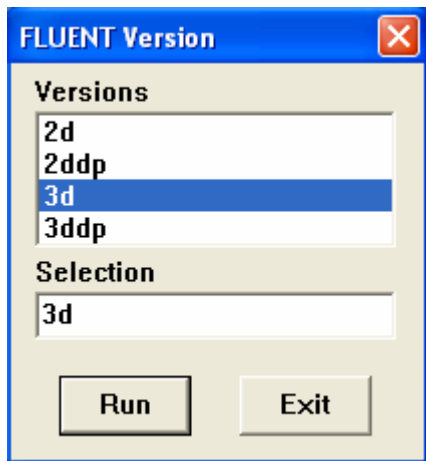 FLUENT Version
Versions
2d
2ddp
3d
3ddp
Selection
3d
Run Exit